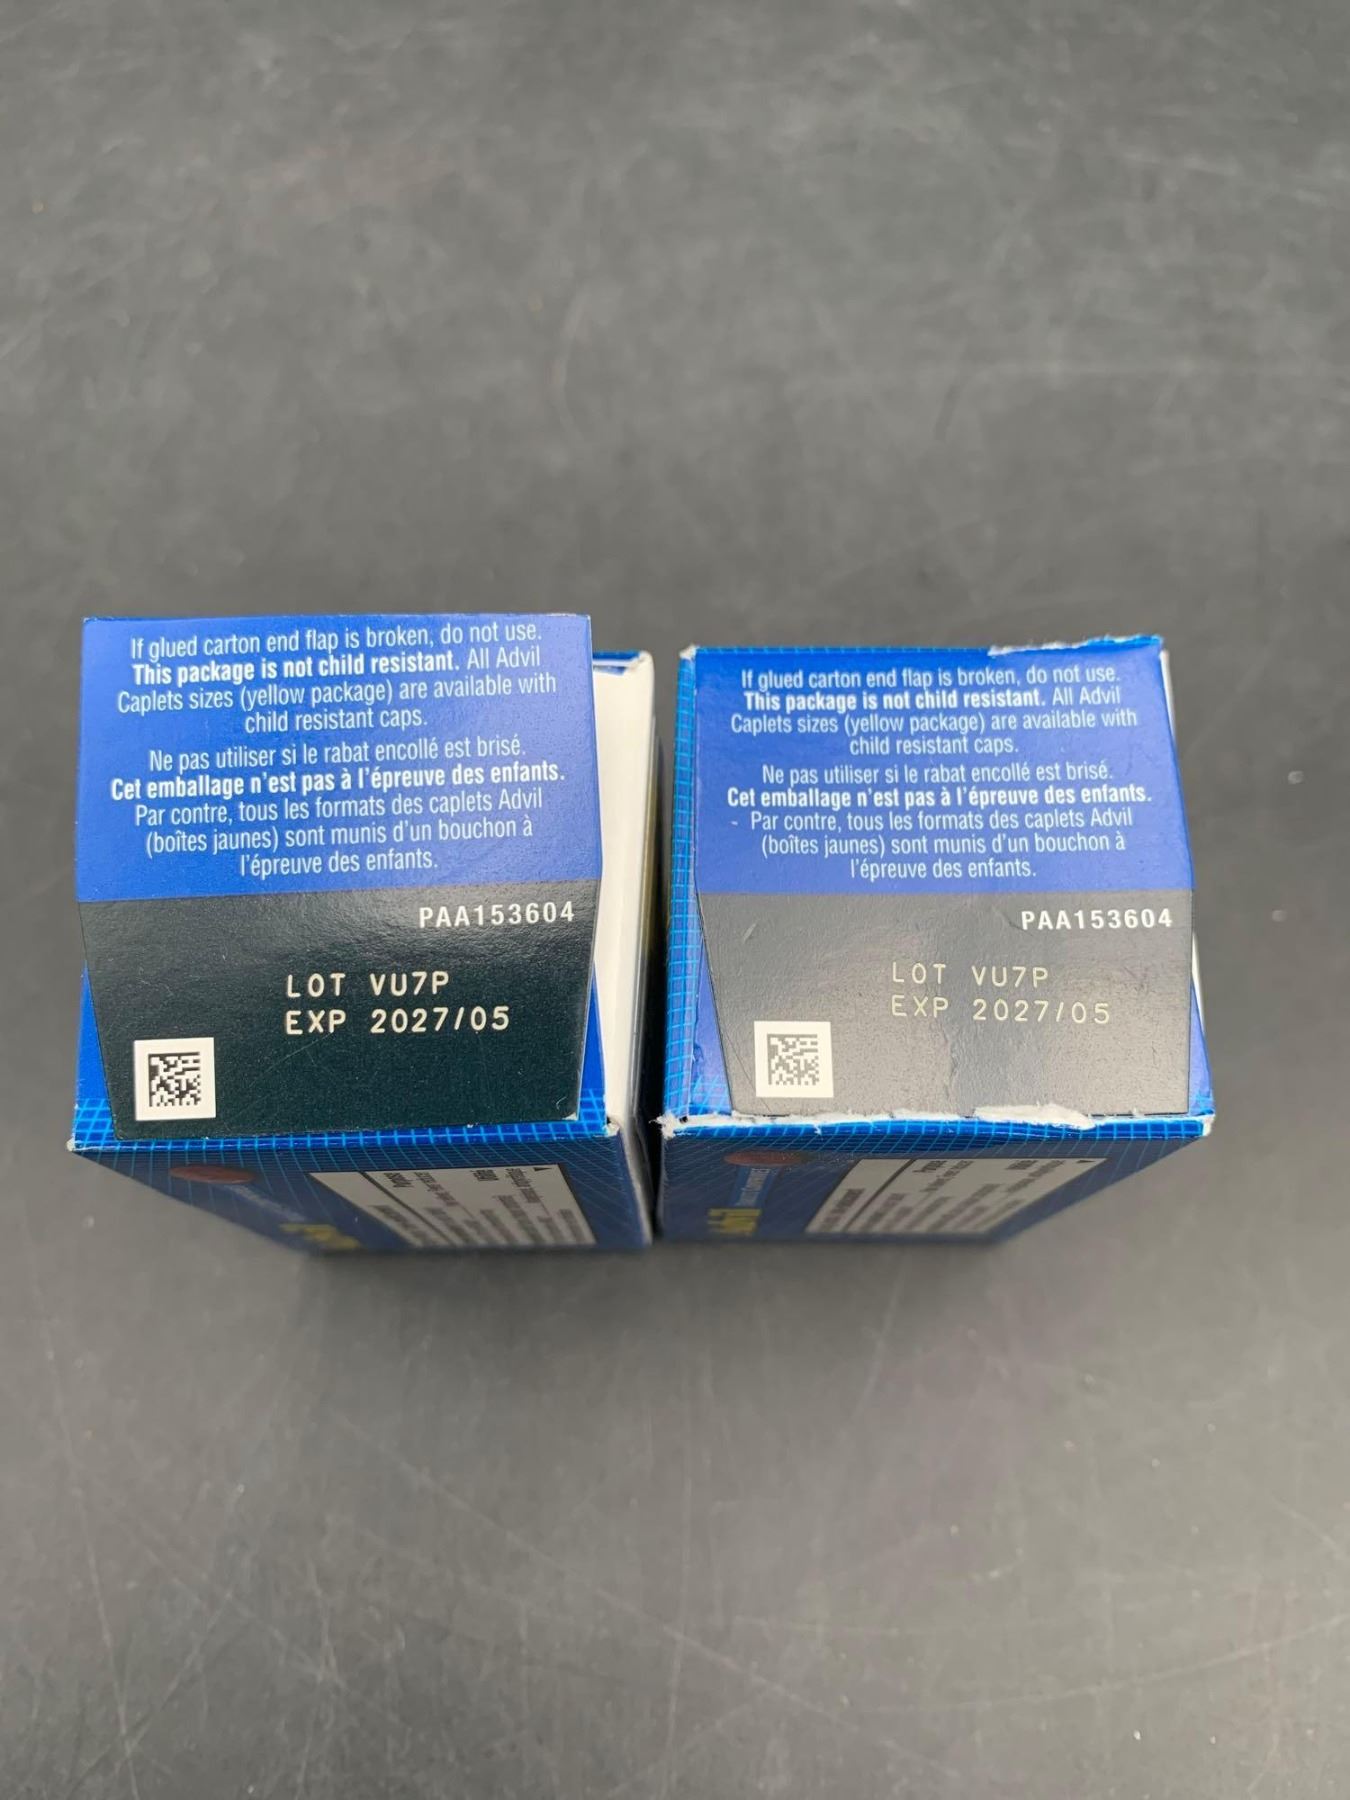 If glued carton end flap is broken, do not use.
This package is not child resistant. All Advil
Caplets sizes (yellow package) are available with
child resistant caps.
Ne pas utiliser si le rabat encollé est brisé.
Cet emballage n'est pas à l'épreuve des enfants.
Par contre, tous les formats des caplets Advil
(boîtes jaunes) sont munis d'un bouchon à
l'épreuve des enfants.
PAA153604
LOT VU7P
EXP 2027/05
If glued carton end flap is broken, do not use.
This package is not child resistant. All Advil
Caplets sizes (yellow package) are available with
child resistant caps.
Ne pas utiliser si le rabat encollé est brisé.
Cet emballage n'est pas à l'épreuve des enfants.
Par contre, tous les formats des caplets Advil
(boîtes jaunes) sont munis d'un bouchon à
l'épreuve des enfants.
PAA153604
LOT VU7P
EXP 2027/05